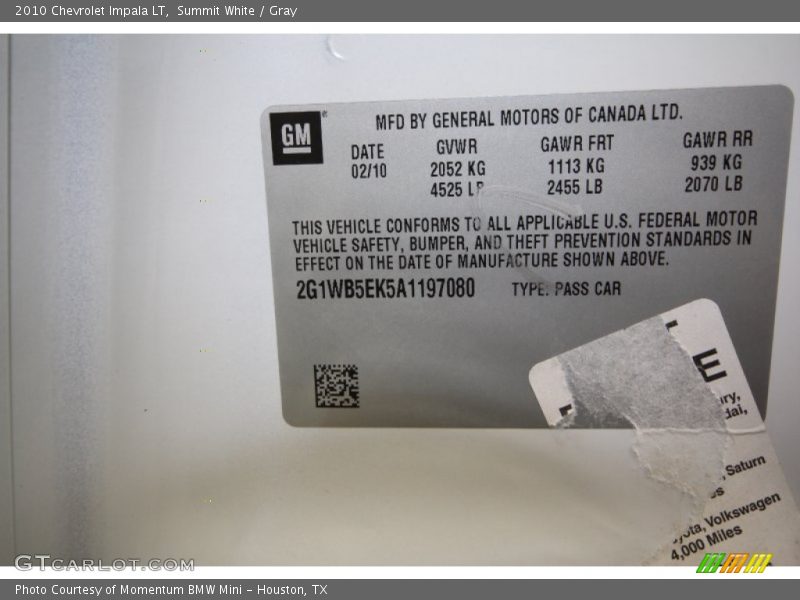 2010 Chevrolet Impala LT,  Summit White / Gray
GM
MFD BY GENERAL MOTORS OF CANADA LTD.
DATE GVWR GAWR FRT GAWR RR
02/10 2052 KG 1113 KG 939 KG
4525 LB 2455 LB 2070 LB
THIS VEHICLE CONFORMS TO ALL APPLICABLE U.S. FEDERAL MOTOR
VEHICLE SAFETY, BUMPER, AND THEFT PREVENTION STANDARDS IN
EFFECT ON THE DATE OF MANUFACTURE SHOWN ABOVE.
2G1WB5EK5A1197080 TYPE: PASS CAR
E
Saturn
Volkswagen
4,000 Miles
GTcarlot.com
Photo Courtesy of Momentum BMW Mini - Houston, TX